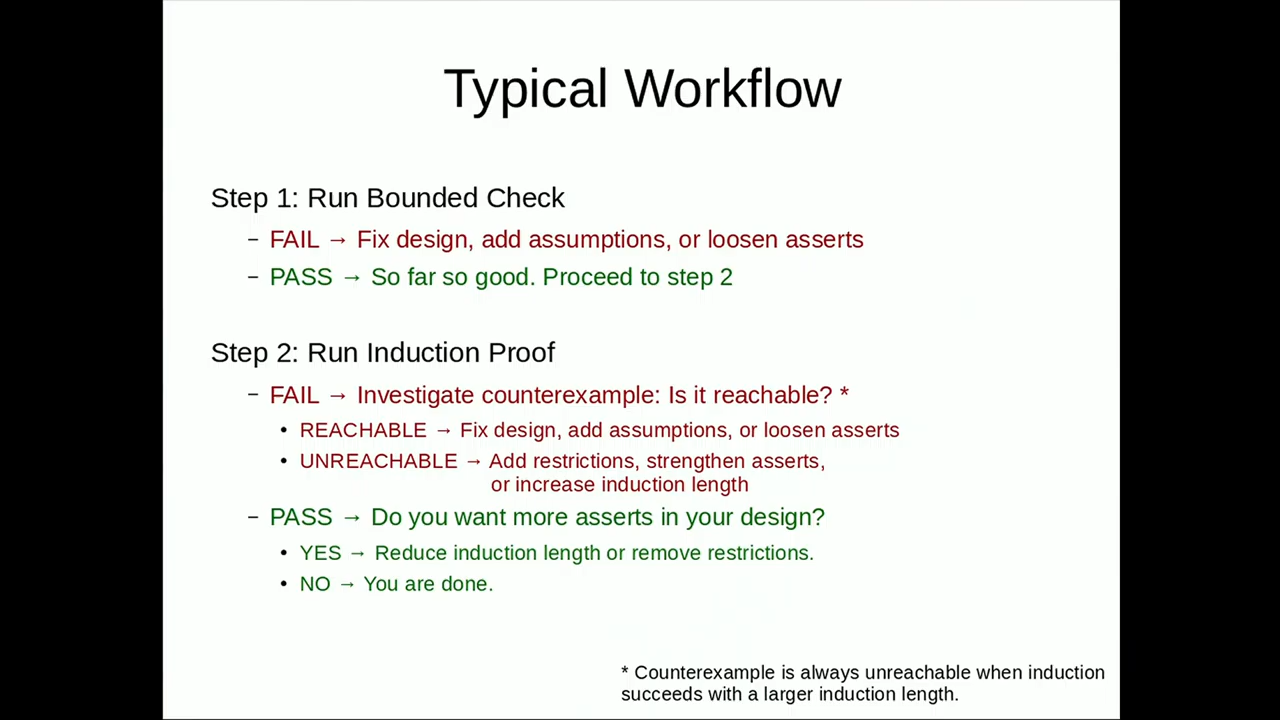 Typical Workflow
Step 1: Run Bounded Check
– FAIL → Fix design, add assumptions, or loosen asserts
– PASS → So far so good. Proceed to step 2
Step 2: Run Induction Proof
– FAIL → Investigate counterexample: Is it reachable? *
• REACHABLE → Fix design, add assumptions, or loosen asserts
• UNREACHABLE → Add restrictions, strengthen asserts,
or increase induction length
– PASS → Do you want more asserts in your design?
• YES → Reduce induction length or remove restrictions.
• NO → You are done.
* Counterexample is always unreachable when induction
succeeds with a larger induction length.